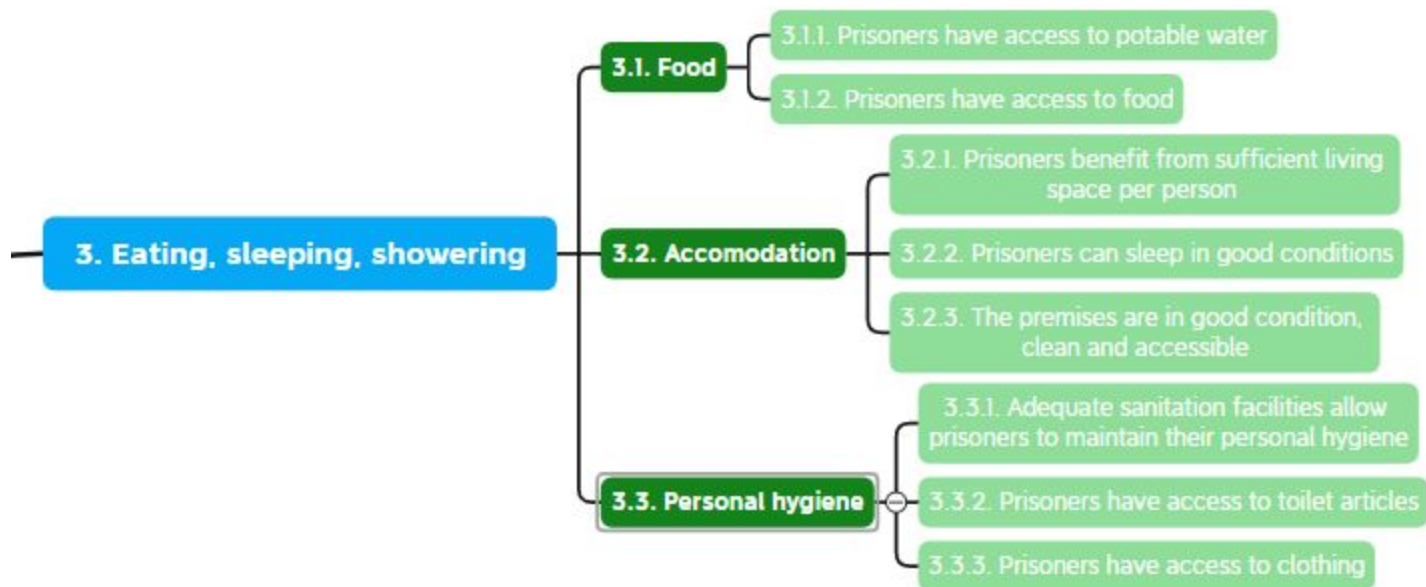 3. Eating, sleeping, showering
3.1. Food
3.1.1. Prisoners have access to potable water
3.1.2. Prisoners have access to food
3.2. Accomodation
3.2.1. Prisoners benefit from sufficient living
space per person
3.2.2. Prisoners can sleep in good conditions
3.2.3. The premises are in good condition,
clean and accessible
3.3. Personal hygiene
3.3.1. Adequate sanitation facilities allow
prisoners to maintain their personal hygiene
3.3.2. Prisoners have access to toilet articles
3.3.3. Prisoners have access to clothing